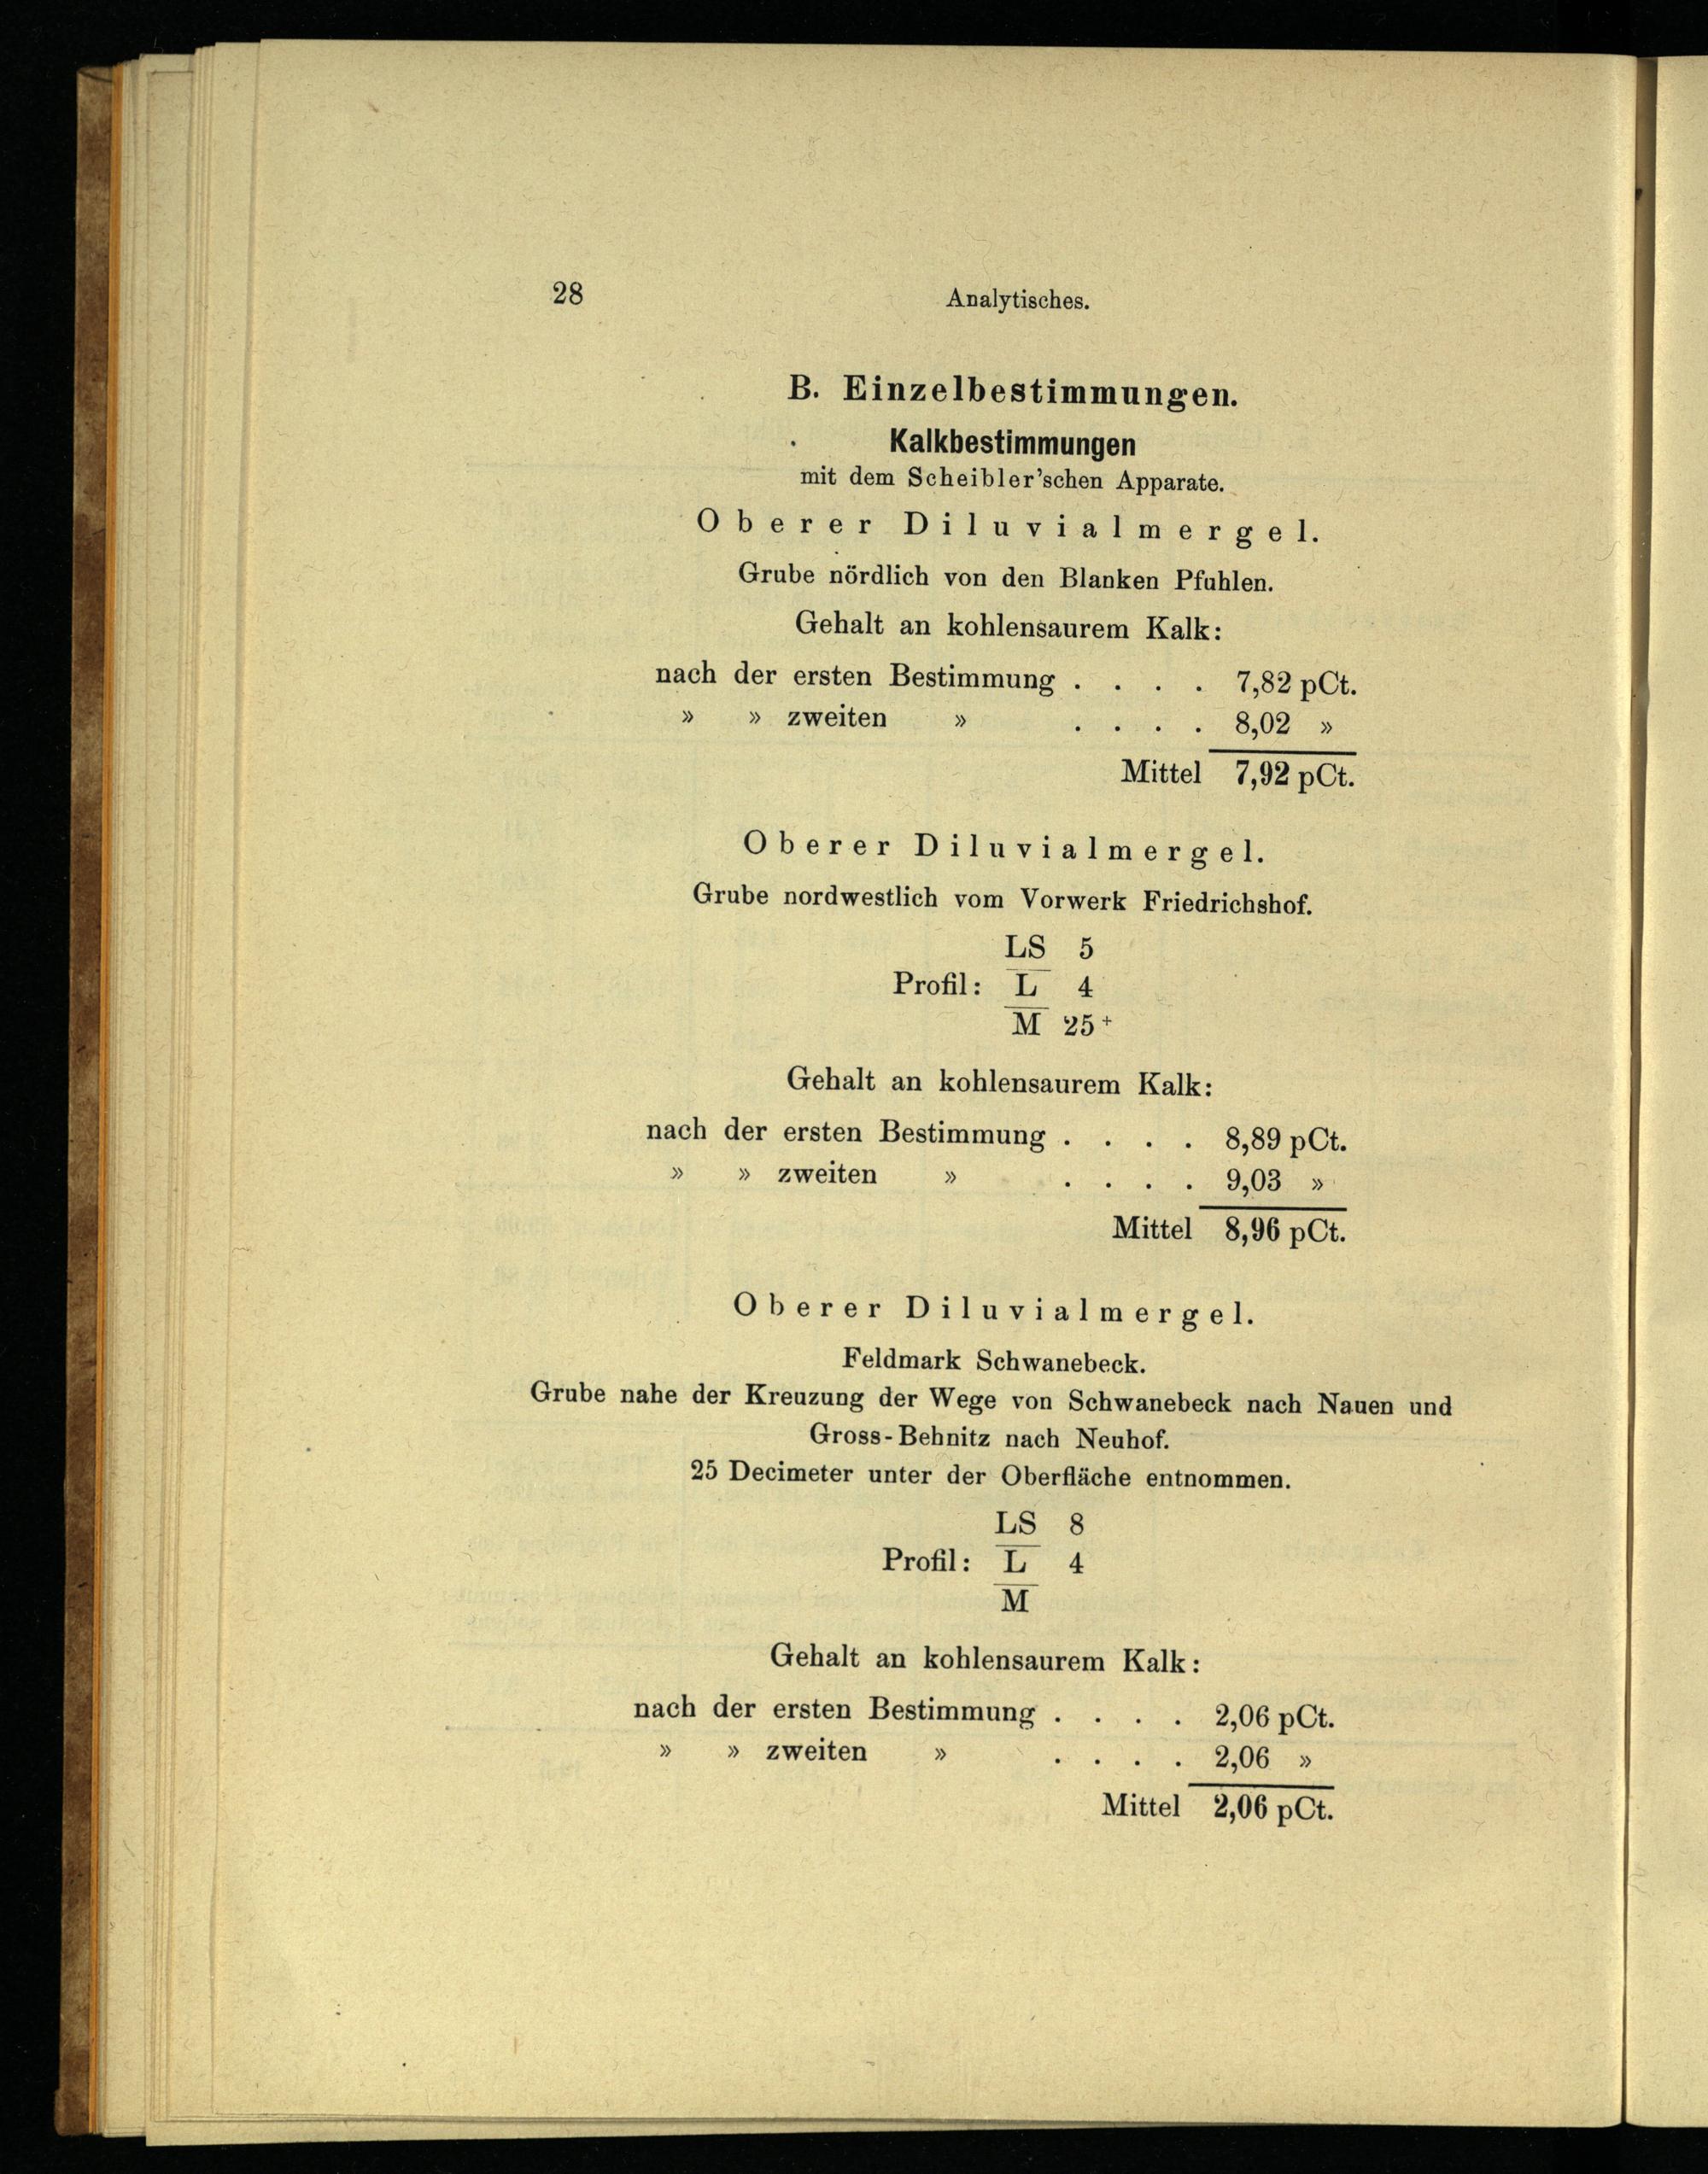 28 Analytisches.
B. Einzelbestimmungen.
Kalkbestimmungen
mit dem Scheibler'schen Apparate.
Oberer Diluvialmergel.
Grube nördlich von den Blanken Pfuhlen.
Gehalt an kohlensaurem Kalk:
nach der ersten Bestimmung . . . . 7,82 pCt.
» » zweiten » . . . . 8,02 »
Mittel 7,92 pCt.
Oberer Diluvialmergel.
Grube nordwestlich vom Vorwerk Friedrichshof.
LS 5
Profil: L 4
M 25+
Gehalt an kohlensaurem Kalk:
nach der ersten Bestimmung . . . . 8,89 pCt.
» » zweiten » . . . . 9,03 »
Mittel 8,96 pCt.
Oberer Diluvialmergel.
Feldmark Schwanebeck.
Grube nahe der Kreuzung der Wege von Schwanebeck nach Nauen und
Gross-Behnitz nach Neuhof.
25 Decimeter unter der Oberfläche entnommen.
LS 8
Profil: L 4
M
Gehalt an kohlensaurem Kalk:
nach der ersten Bestimmung . . . . 2,06 pCt.
» » zweiten » . . . . 2,06 »
Mittel 2,06 pCt.